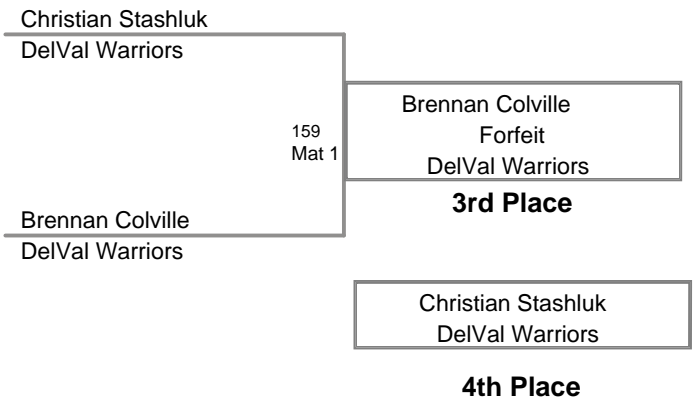 Christian Stashluk
DelVal Warriors
Brennan Colville
Forfeit
DelVal Warriors
159
Mat 1
3rd Place
Brennan Colville
DelVal Warriors
Christian Stashluk
DelVal Warriors
4th Place